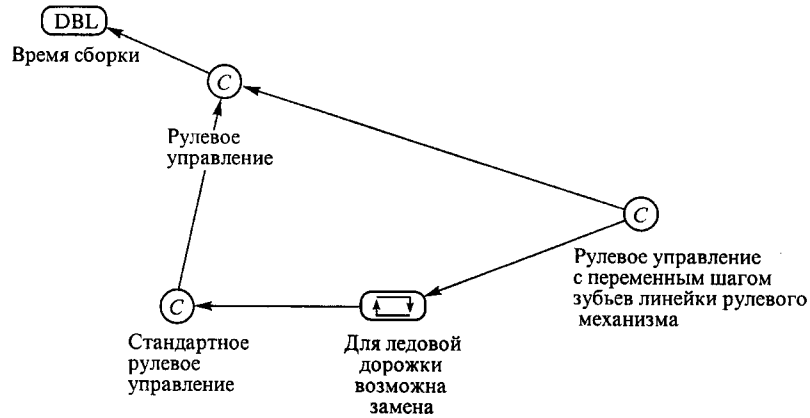 DBL
Время сборки
C
Рулевое
управление
C
Рулевое управление
с переменным шагом
зубьев линейки рулевого
механизма
C
Стандартное
рулевое
управление
Для ледовой
дорожки
возможна
замена